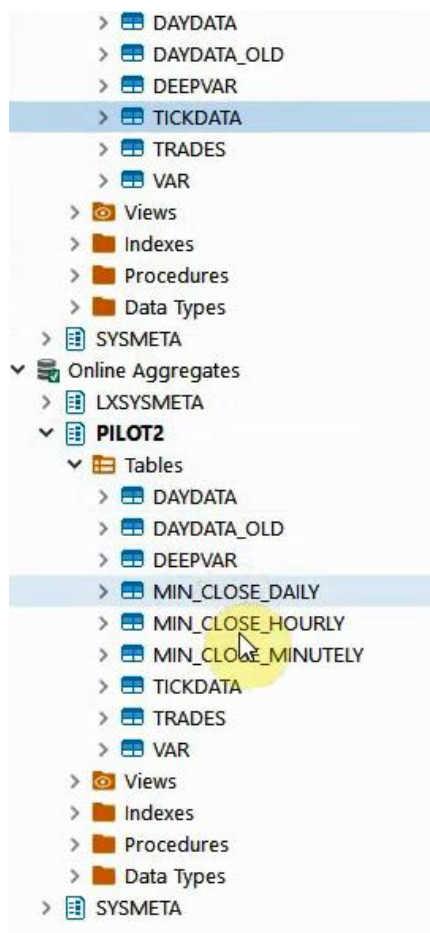 DAYDATA
DAYDATA_OLD
DEEPVAR
TICKDATA
TRADES
VAR
Views
Indexes
Procedures
Data Types
SYSMETA
Online Aggregates
LXSYSMETA
PILOT2
Tables
DAYDATA
DAYDATA_OLD
DEEPVAR
MIN_CLOSE_DAILY
MIN_CLOSE_HOURLY
MIN_CLOSE_MINUTELY
TICKDATA
TRADES
VAR
Views
Indexes
Procedures
Data Types
SYSMETA